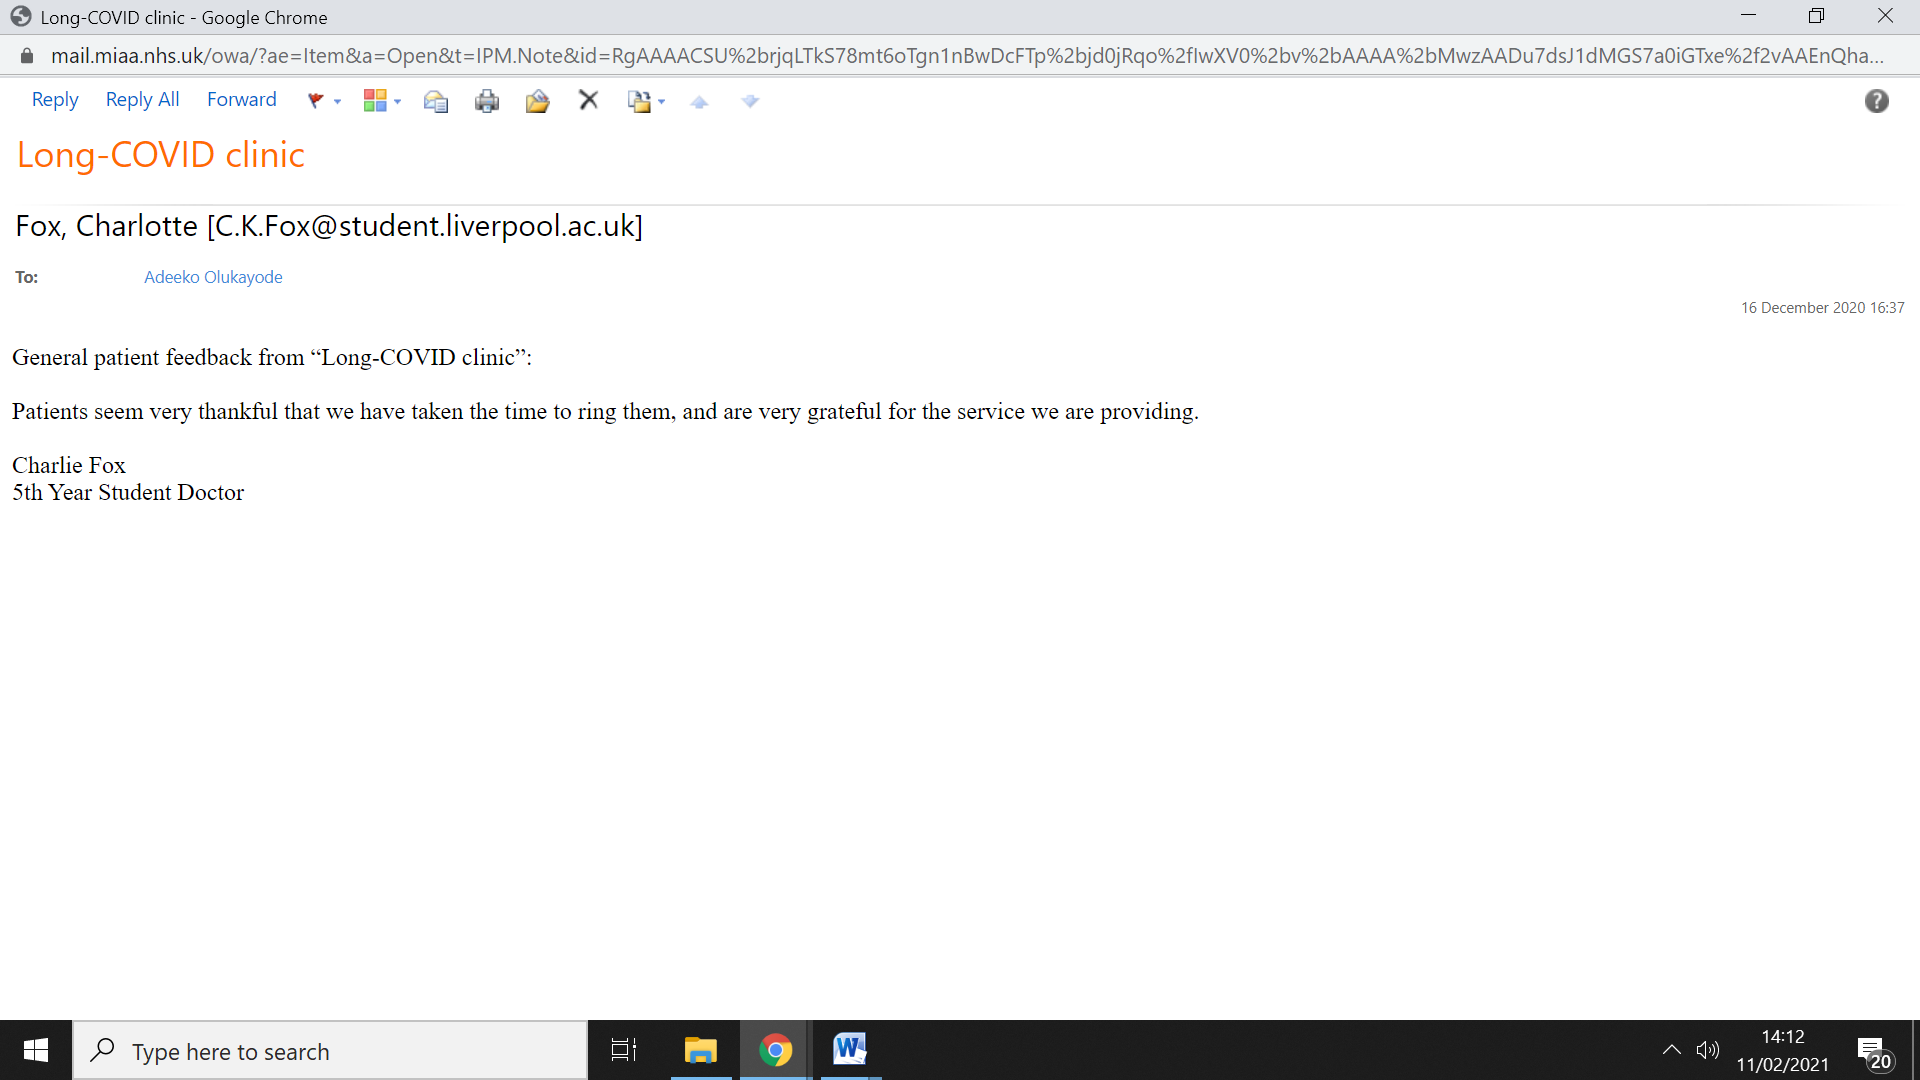 Long-COVID clinic - Google Chrome
mail.miaa.nhs.uk/owa/?ae=Item&a=Open&t=IPM.Note&id=RgAAAACSU%2brjqLTkS78mt6oTgn1nBwDcFTp%2bjd0jRqo%2fIwXV0%2bv%2bAAAA%2bMwzAADu7dsJ1dMGS7a0iGTxe%2f2vAAEnQha...
Reply Reply All Forward
Long-COVID clinic
Fox, Charlotte [C.K.Fox@student.liverpool.ac.uk]
To: Adeeko Olukayode
16 December 2020 16:37
General patient feedback from “Long-COVID clinic”:
Patients seem very thankful that we have taken the time to ring them, and are very grateful for the service we are providing.
Charlie Fox
5th Year Student Doctor
Type here to search
14:12
11/02/2021
20